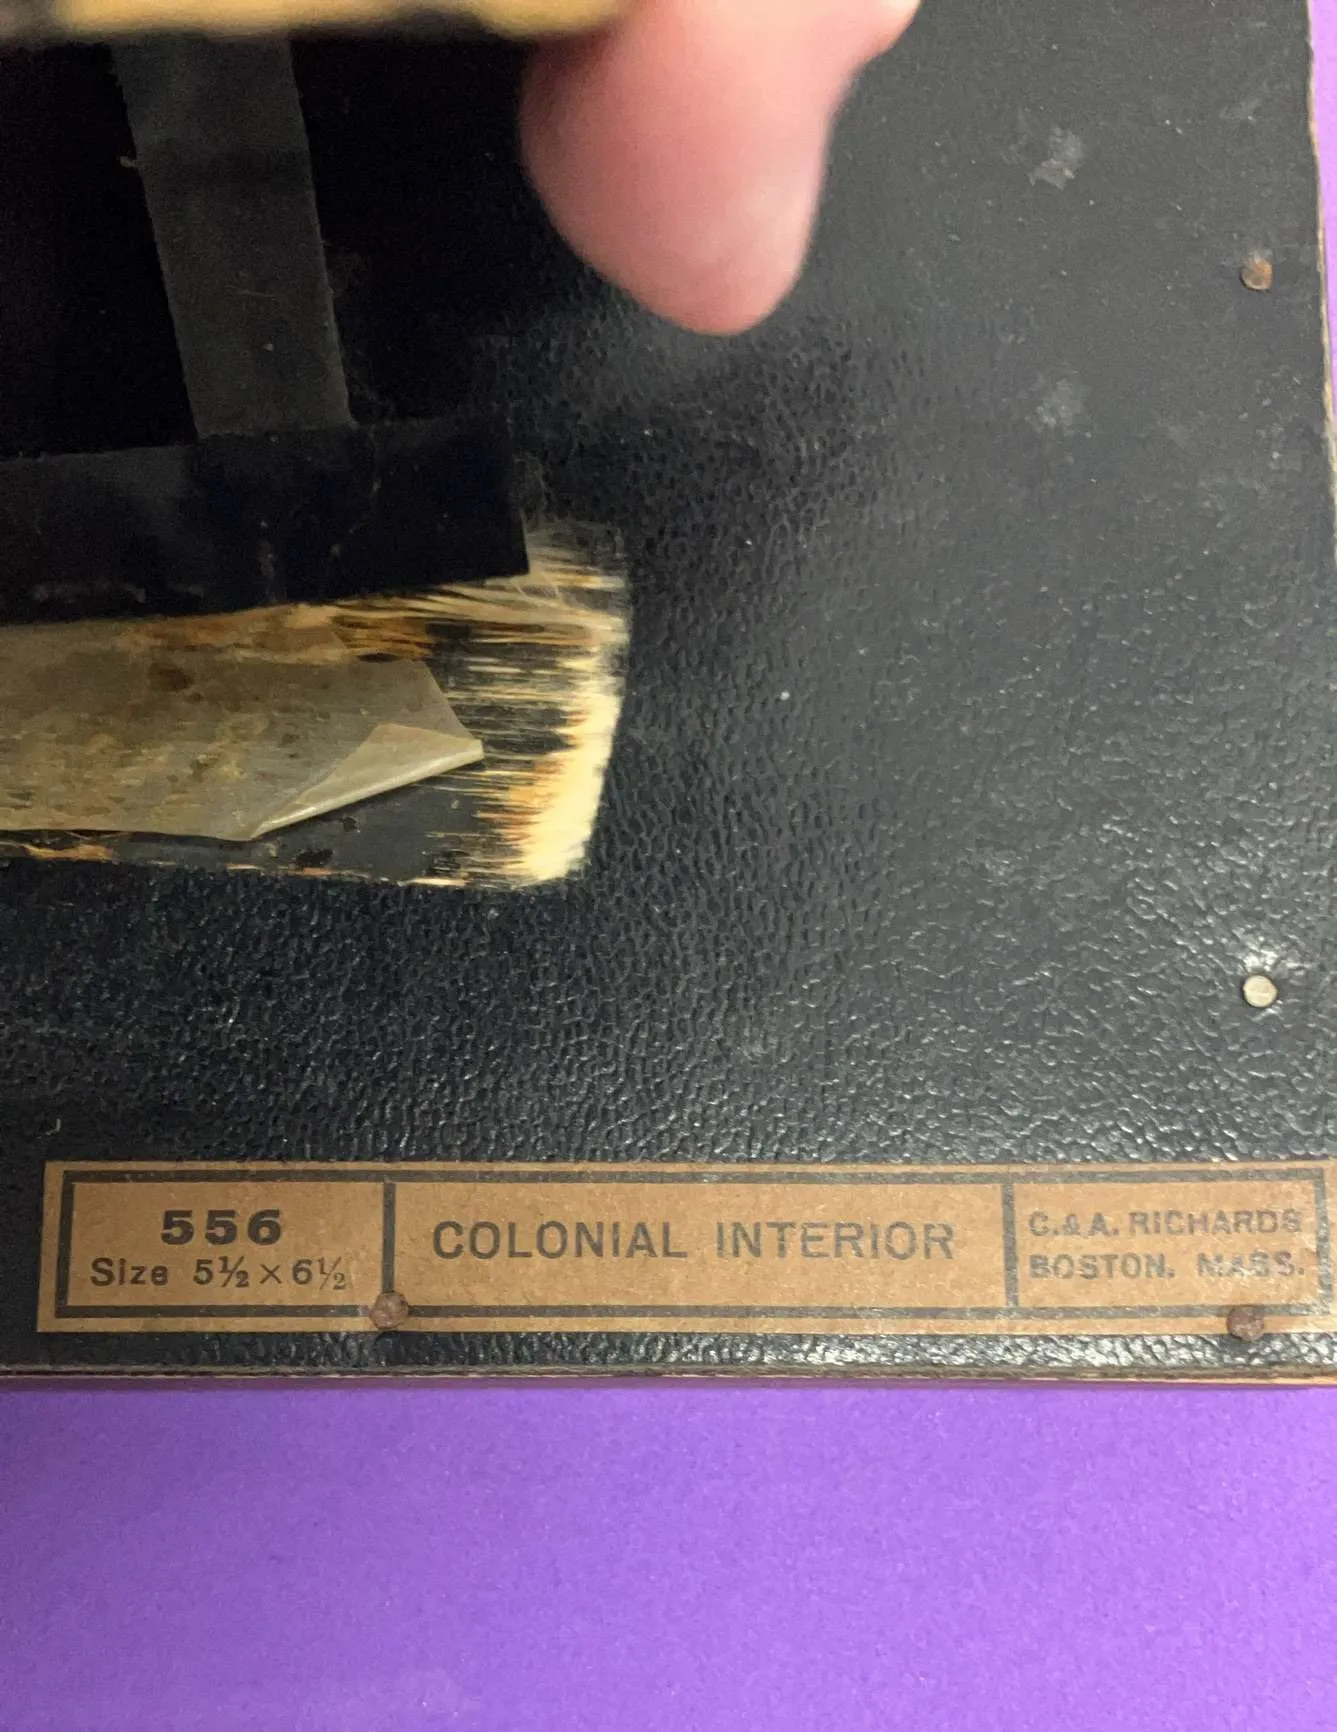 556
Size 5½ × 6½
COLONIAL INTERIOR
C. & A. RICHARDS
BOSTON. MASS.